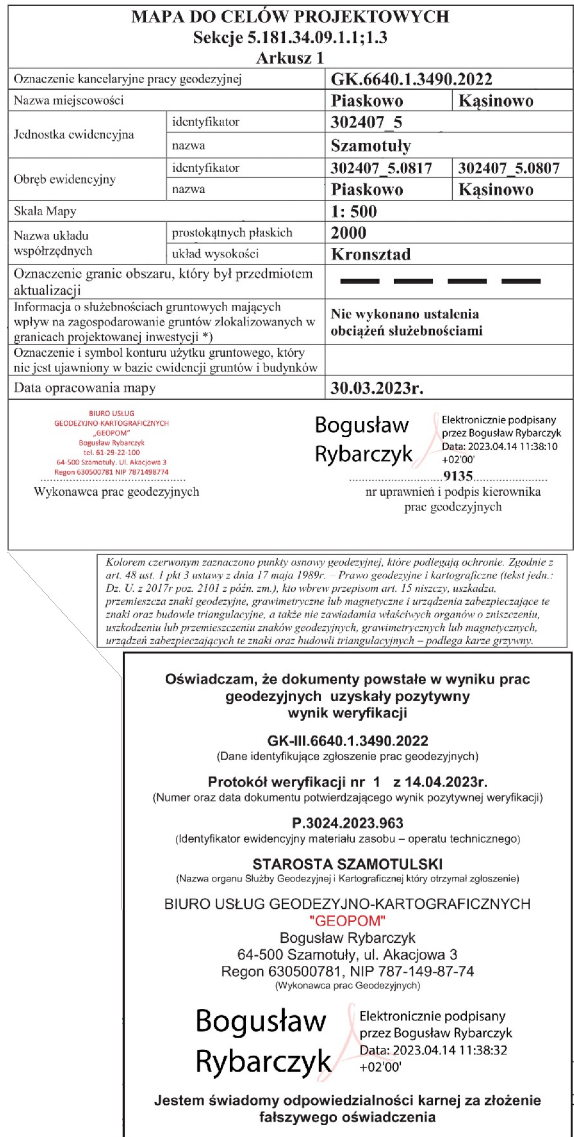 MAPA DO CELÓW PROJEKTOWYCH
Sekcje 5.181.34.09.1.1;1.3
Arkusz 1
Oznaczenie kancelaryjne pracy geodezyjnej GK.6640.1.3490.2022
Nazwa miejscowości Piaskowo Kąsinowo
Jednostka ewidencyjna
identyfikator 302407_5
nazwa Szamotuły
Obręb ewidencyjny
identyfikator 302407_5.0817 302407_5.0807
nazwa Piaskowo Kąsinowo
Skala Mapy 1: 500
Nazwa układu
współrzędnych
prostokątnych płaskich 2000
układ wysokości Kronsztad
Oznaczenie granic obszaru, który był przedmiotem
aktualizacji
Informacja o służebnościach gruntowych mających
wpływ na zagospodarowanie gruntów zlokalizowanych w
granicach projektowanej inwestycji *)
Nie wykonano ustalenia
obciążeń służebnościami
Oznaczenie i symbol konturu użytku gruntowego, który
nie jest ujawniony w bazie ewidencji gruntów i budynków
Data opracowania mapy 30.03.2023r.
BIURO USŁUG
GEODEZYJNO-KARTOGRAFICZNYCH
„GEOPOM”
Bogusław Rybarczyk
tel. 61-29-22-100
64-500 Szamotuły. Ul. Akacjowa 3
Regon 630500781 NIP 7871498774
Wykonawca prac geodezyjnych
Bogusław
Rybarczyk
Elektronicznie podpisany
przez Bogusław Rybarczyk
Data: 2023.04.14 11:38:10
+02'00'
9135
nr uprawnień i podpis kierownika
prac geodezyjnych
Kolorem czerwonym zaznaczono punkty osnowy geodezyjnej, które podlegają ochronie. Zgodnie z
art. 48 ust. 1 pkt 3 ustawy z dnia 17 maja 1989r. – Prawo geodezyjne i kartograficzne (tekst jedn.:
Dz. U. z 2017r poz. 2101 z późn. zm.), kto wbrew przepisom art. 15 niszczy, uszkadza,
przemieszcza znaki geodezyjne, grawimetryczne lub magnetyczne i urządzenia zabezpieczające te
znaki oraz budowle triangulacyjne, a także nie zawiadamia właściwych organów o zniszczeniu,
uszkodzeniu lub przemieszczeniu znaków geodezyjnych, grawimetrycznych lub magnetycznych,
urządzeń zabezpieczających te znaki oraz budowli triangulacyjnych – podlega karze grzywny.
Oświadczam, że dokumenty powstałe w wyniku prac
geodezyjnych uzyskały pozytywny
wynik weryfikacji
GK-III.6640.1.3490.2022
(Dane identyfikujące zgłoszenie prac geodezyjnych)
Protokół weryfikacji nr 1 z 14.04.2023r.
(Numer oraz data dokumentu potwierdzającego wynik pozytywnej weryfikacji)
P.3024.2023.963
(Identyfikator ewidencyjny materiału zasobu – operatu technicznego)
STAROSTA SZAMOTULSKI
(Nazwa organu Służby Geodezyjnej i Kartograficznej który otrzymał zgłoszenie)
BIURO USŁUG GEODEZYJNO-KARTOGRAFICZNYCH
"GEOPOM"
Bogusław Rybarczyk
64-500 Szamotuły, ul. Akacjowa 3
Regon 630500781, NIP 787-149-87-74
(Wykonawca prac Geodezyjnych)
Bogusław
Rybarczyk
Elektronicznie podpisany
przez Bogusław Rybarczyk
Data: 2023.04.14 11:38:32
+02'00'
Jestem świadomy odpowiedzialności karnej za złożenie
fałszywego oświadczenia